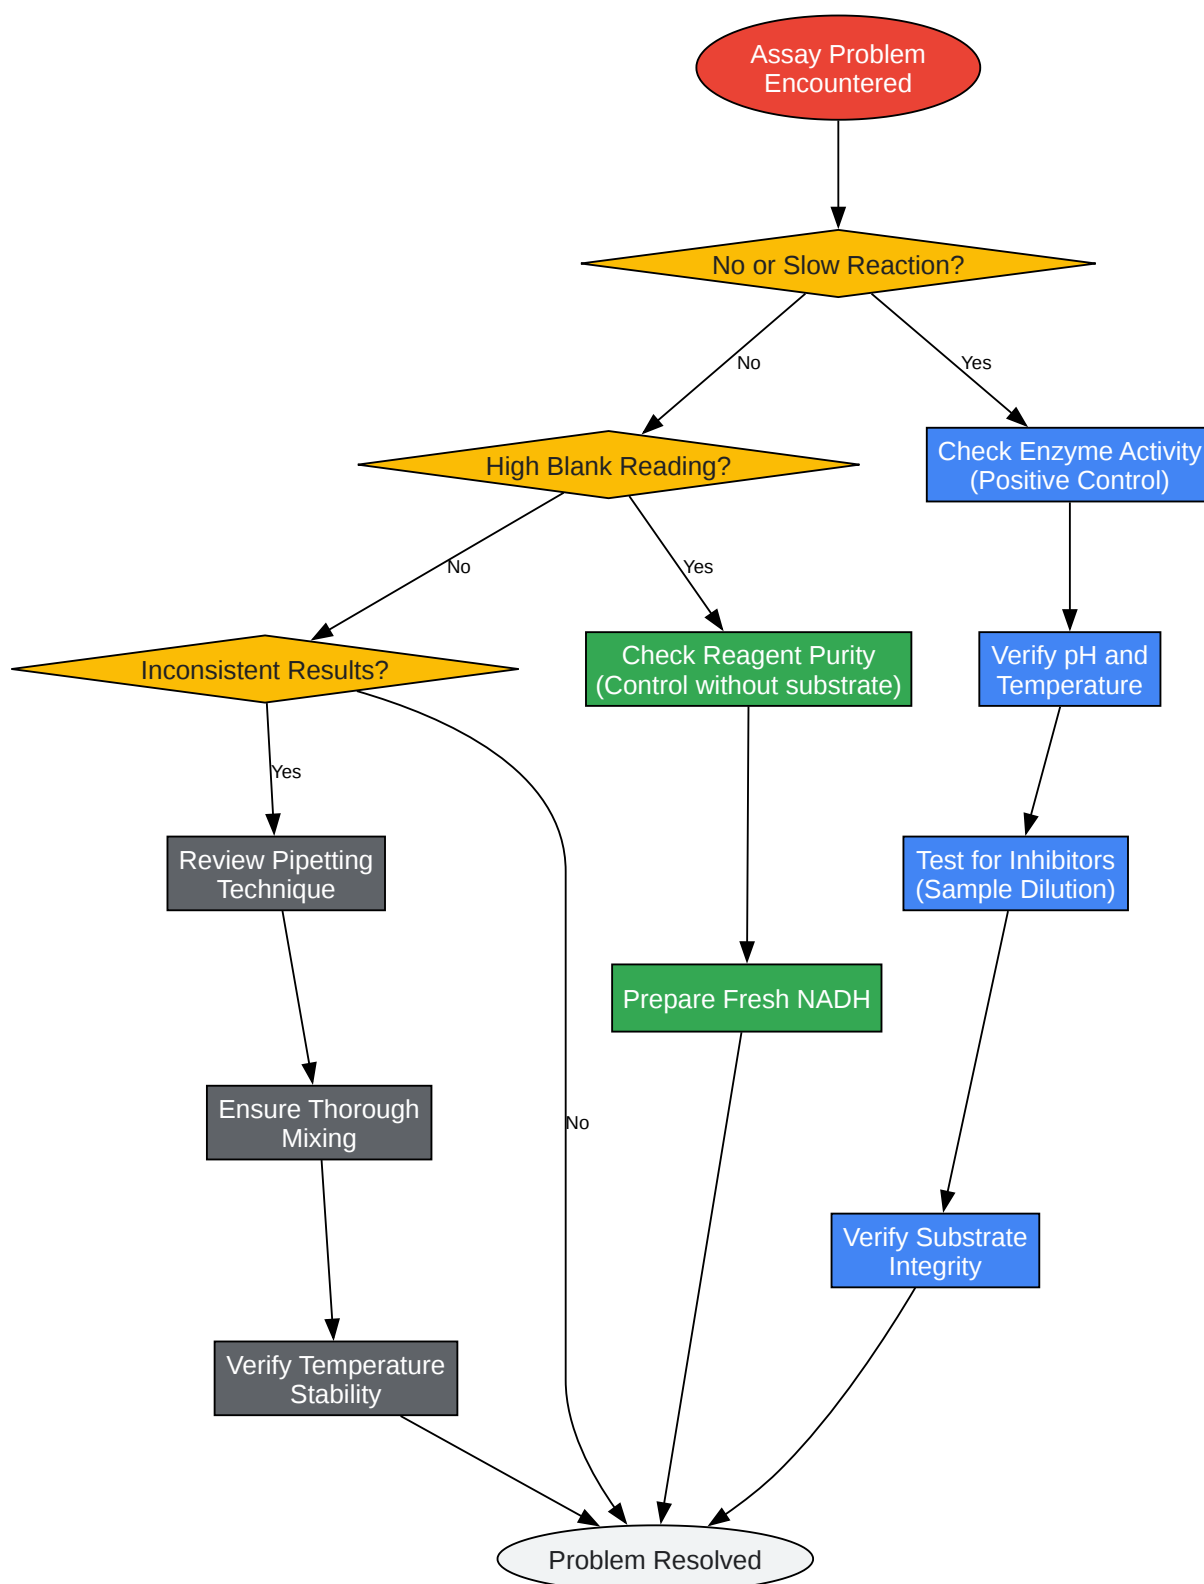 Assay Problem
Encountered
No or Slow Reaction?
No
Yes
High Blank Reading?
Check Enzyme Activity
(Positive Control)
No
Yes
Inconsistent Results?
Check Reagent Purity
(Control without substrate)
Verify pH and
Temperature
Yes
Review Pipetting
Technique
Test for Inhibitors
(Sample Dilution)
Prepare Fresh NADH
Ensure Thorough
Mixing
No
Verify Substrate
Integrity
Verify Temperature
Stability
Problem Resolved